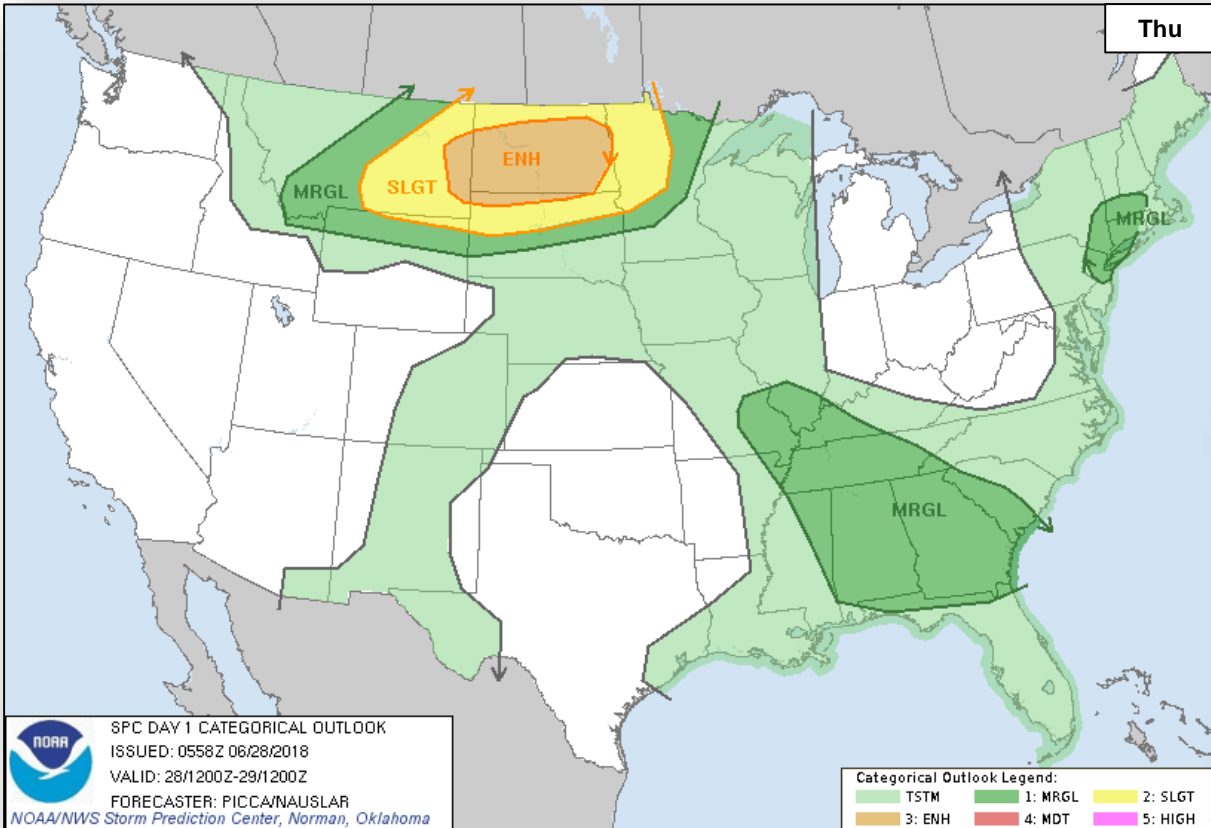 Thu
ENH
MRGL
SLGT
MRGL
MRGL
NOAA
SPC DAY 1 CATEGORICAL OUTLOOK
ISSUED: 0558Z 06/28/2018
VALID: 28/1200Z-29/1200Z
FORECASTER: PICCA/NAUSLAR
NOAA/NWS Storm Prediction Center, Norman, Oklahoma
Categorical Outlook Legend:
TSTM 1: MRGL 2: SLGT
3: ENH 4: MDT 5: HIGH